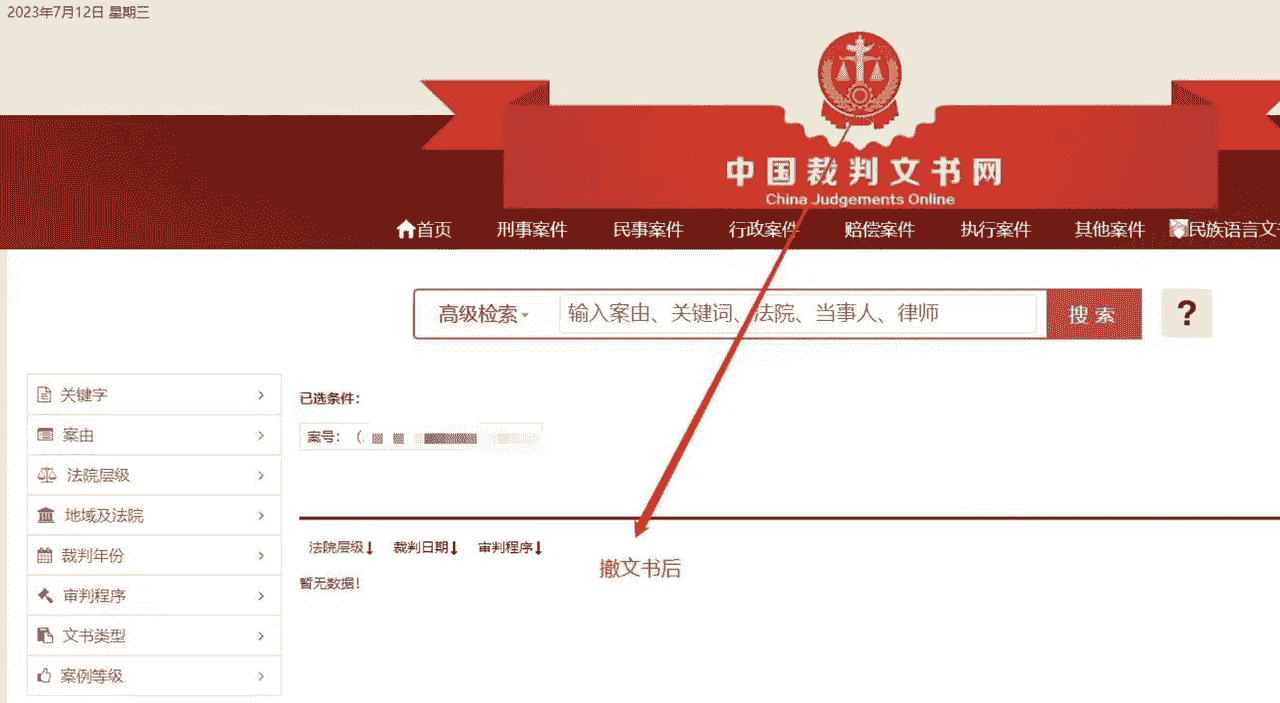 2023年7月12日 星期三
中国裁判文书网
China Judgements Online
首页 刑事案件 民事案件 行政案件 赔偿案件 执行案件 其他案件 民族语言文书
高级检索 输入案由、关键词、法院、当事人、律师 搜索 ?
关键字
案由
法院层级
地域及法院
裁判年份
审判程序
文书类型
案例等级
已选条件：
案号：（
法院层级 裁判日期 审判程序
暂无数据!
撤文书后